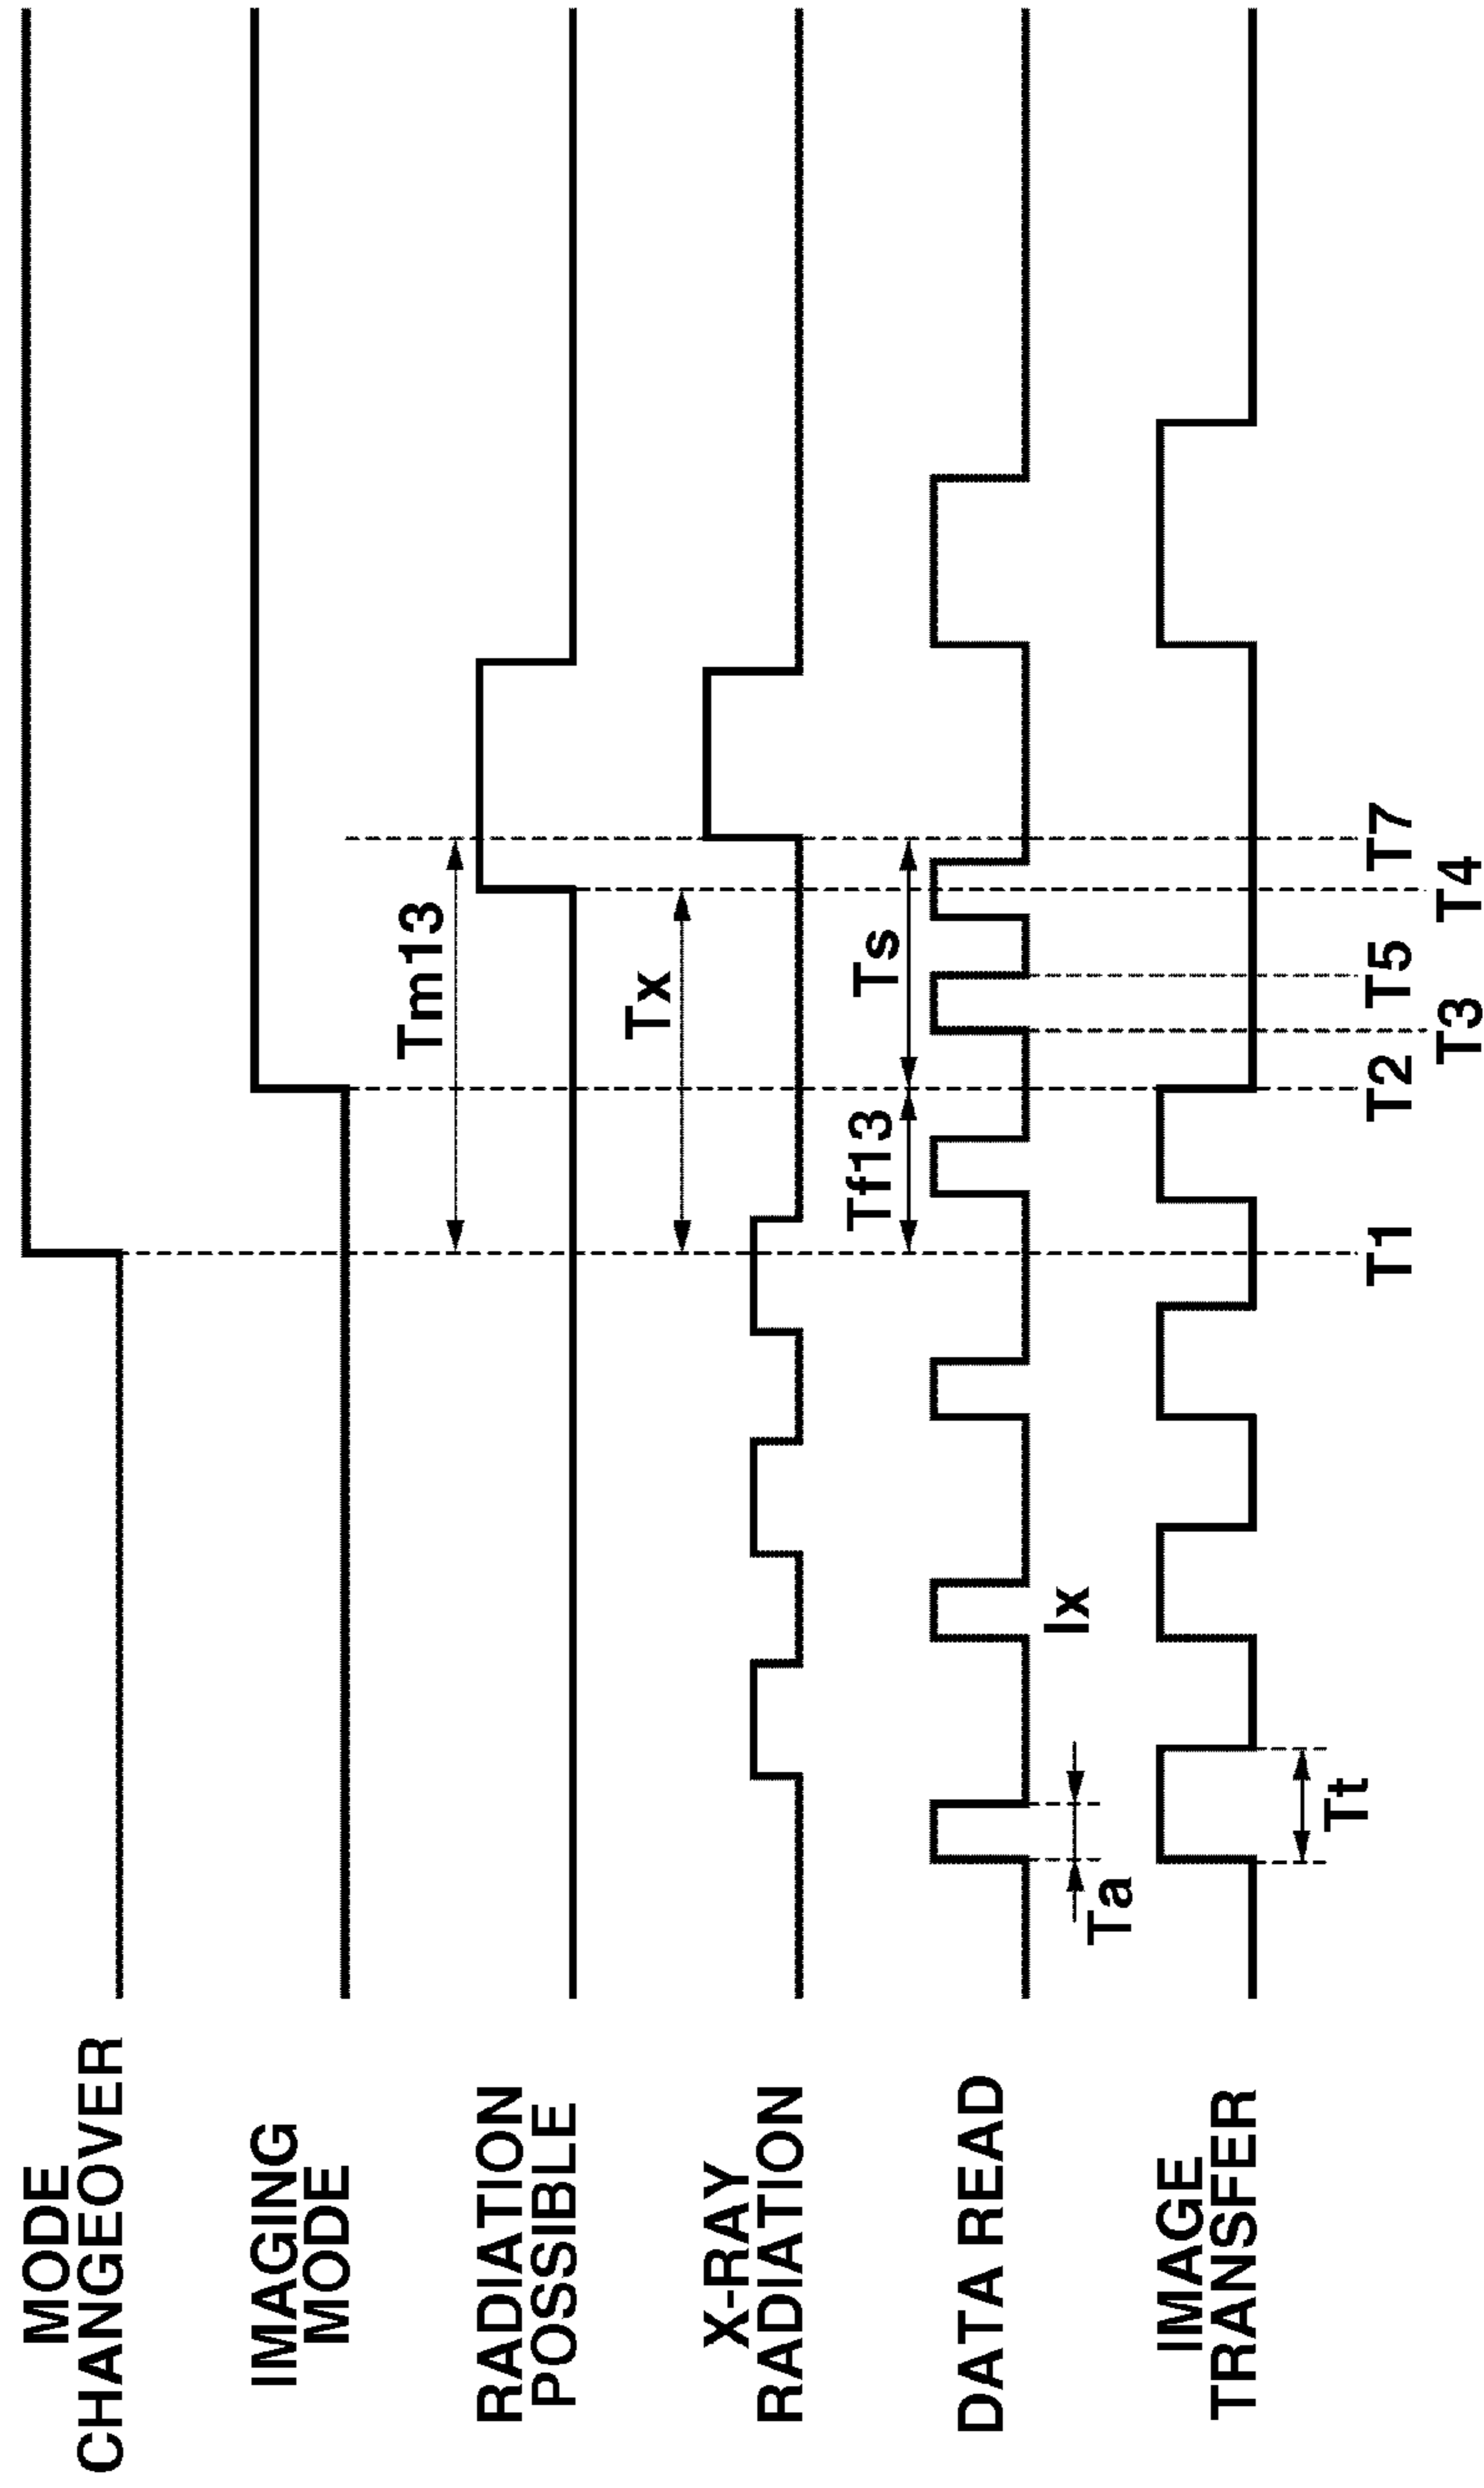 MODE
CHANGEOVER
IMAGING
MODE
Tm13
RADIATION
POSSIBLE
Tx
X-RAY
RADIATION
Tf13
Ts
DATA READ
Ta
Ix
IMAGE
TRANSFER
Tt
T1
T2
T5
T7
T3
T4